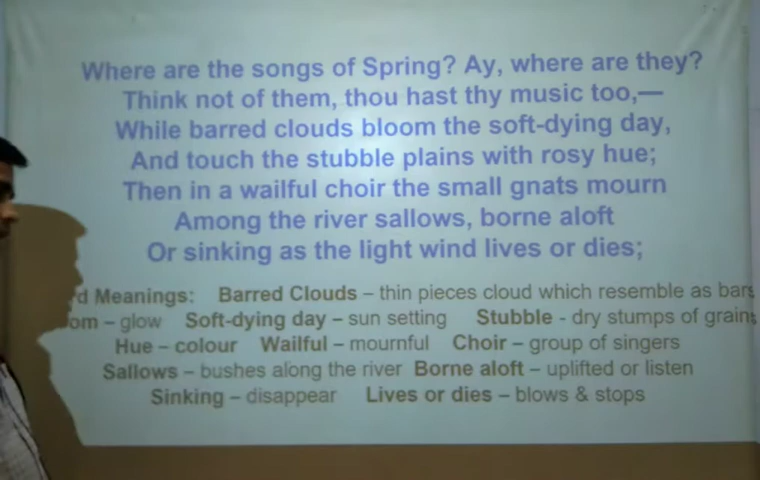 Where are the songs of Spring? Ay, where are they?
Think not of them, thou hast thy music too,—
While barred clouds bloom the soft-dying day,
And touch the stubble plains with rosy hue;
Then in a wailful choir the small gnats mourn
Among the river sallows, borne aloft
Or sinking as the light wind lives or dies;
d Meanings: Barred Clouds – thin pieces cloud which resemble as bars
om – glow Soft-dying day – sun setting Stubble - dry stumps of grains
Hue – colour Wailful – mournful Choir – group of singers
Sallows – bushes along the river Borne aloft – uplifted or listen
Sinking – disappear Lives or dies – blows & stops